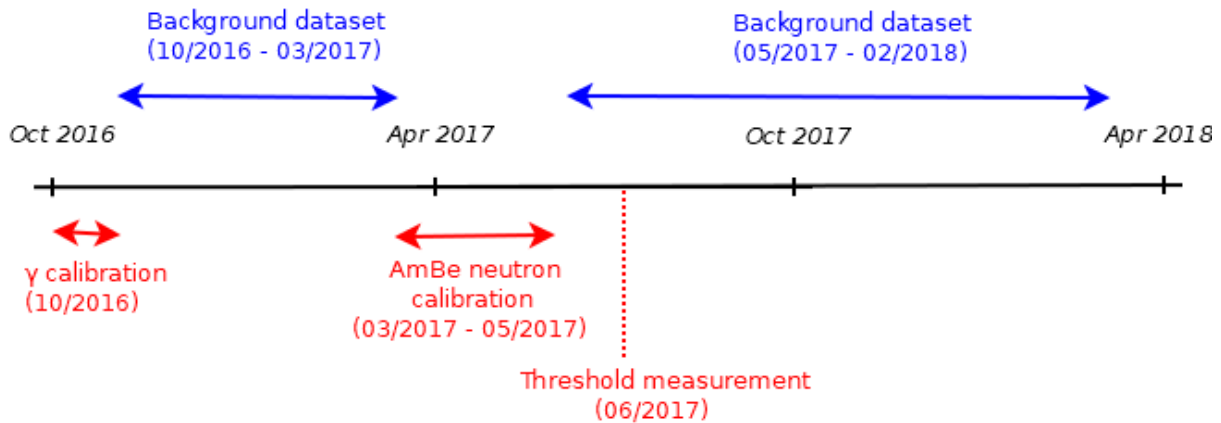 Background dataset
(10/2016 - 03/2017)
Background dataset
(05/2017 - 02/2018)
Oct 2016
Apr 2017
Oct 2017
Apr 2018
γ calibration
(10/2016)
AmBe neutron
calibration
(03/2017 - 05/2017)
Threshold measurement
(06/2017)